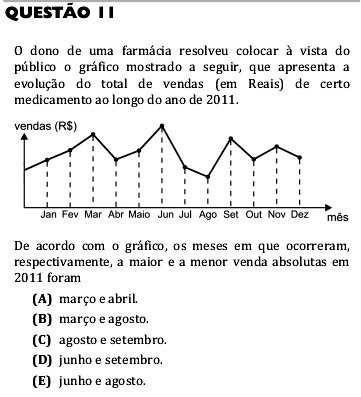 QUESTÃO 11
O dono de uma farmácia resolveu colocar à vista do
público o gráfico mostrado a seguir, que apresenta a
evolução do total de vendas (em Reais) de certo
medicamento ao longo do ano de 2011.
vendas (R$)
Jan Fev Mar Abr Maio Jun Jul Ago Set Out Nov Dez mês
De acordo com o gráfico, os meses em que ocorreram,
respectivamente, a maior e a menor venda absolutas em
2011 foram
(A) março e abril.
(B) março e agosto.
(C) agosto e setembro.
(D) junho e setembro.
(E) junho e agosto.